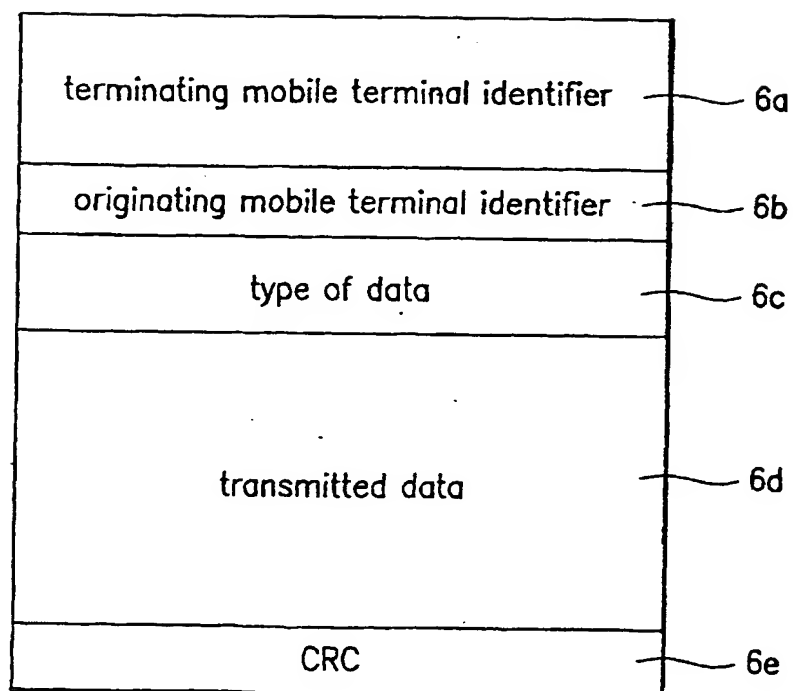 terminating mobile terminal identifier 6a
originating mobile terminal identifier 6b
type of data 6c
transmitted data 6d
CRC 6e